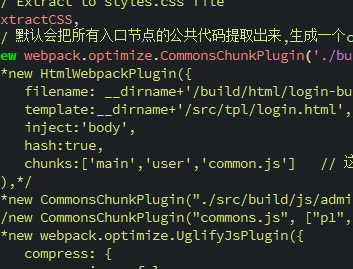 / Extract to styles.css file
xtractCSS,
/ 默认会把所有入口节点的公共代码提取出来,生成一个c
ew webpack.optimize.CommonsChunkPlugin('./bu
*new HtmlWebpackPlugin({
filename: __dirname+'/build/html/login-bu
template:__dirname+'/src/tpl/login.html',
inject:'body',
hash:true,
chunks:['main','user','common.js'] // 这
),*/
*new CommonsChunkPlugin("./src/build/js/admi
/new CommonsChunkPlugin("commons.js", ["p1",
*new webpack.optimize.UglifyJsPlugin({
compress: {